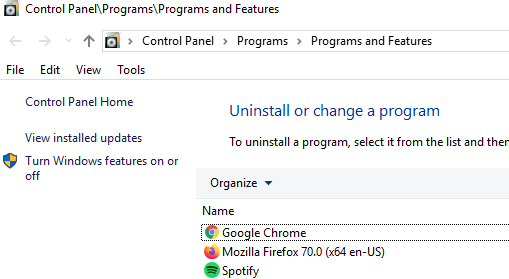 Control Panel\Programs\Programs and Features
Control Panel > Programs > Programs and Features
File Edit View Tools
Control Panel Home
View installed updates
Turn Windows features on or
off
Uninstall or change a program
To uninstall a program, select it from the list and then
Organize
Name
Google Chrome
Mozilla Firefox 70.0 (x64 en-US)
Spotify